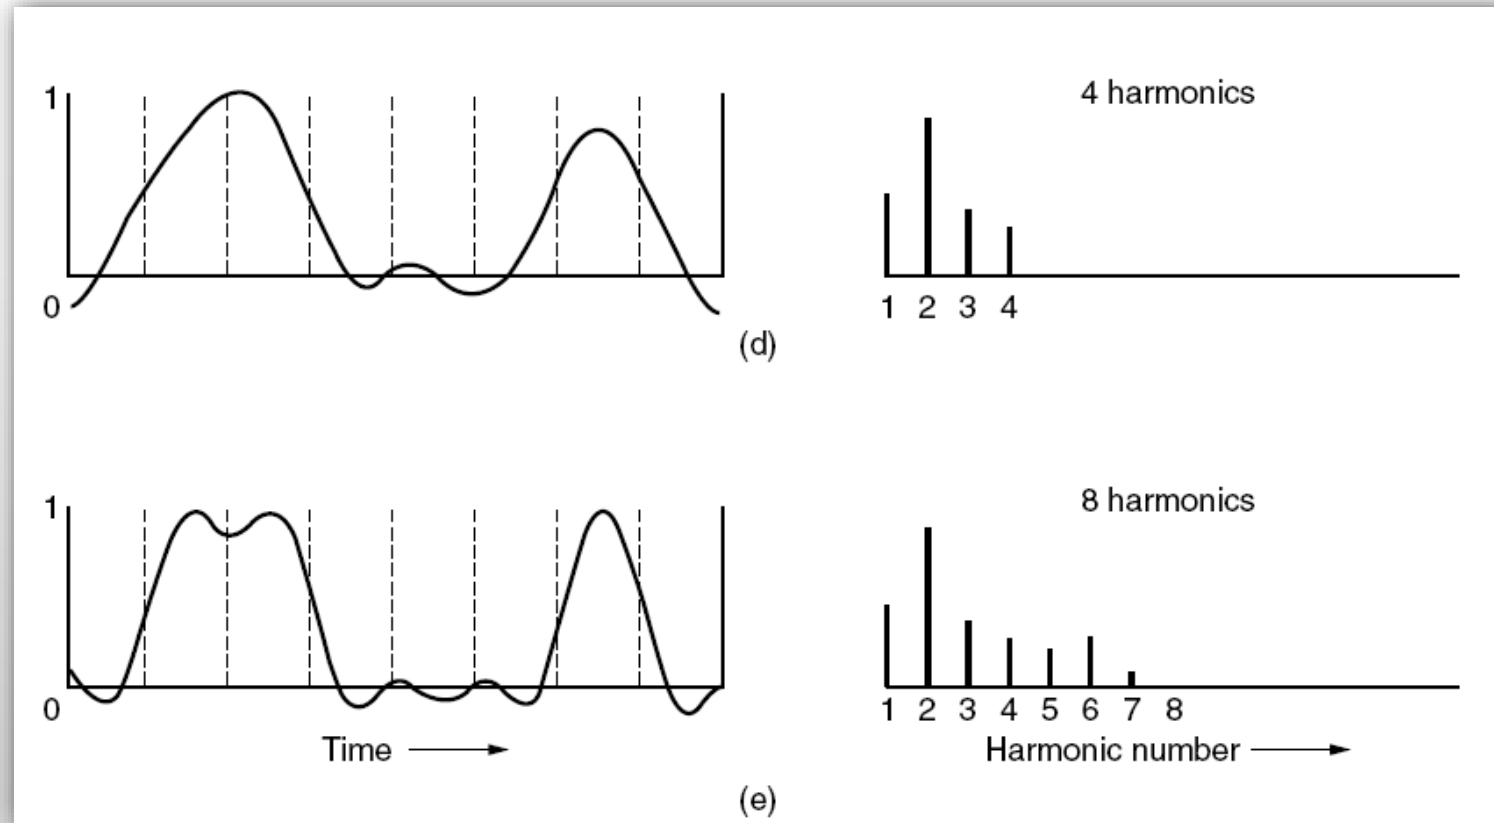 1
0
4 harmonics
1 2 3 4
(d)
1
0
8 harmonics
1 2 3 4 5 6 7 8
Time
Harmonic number
(e)